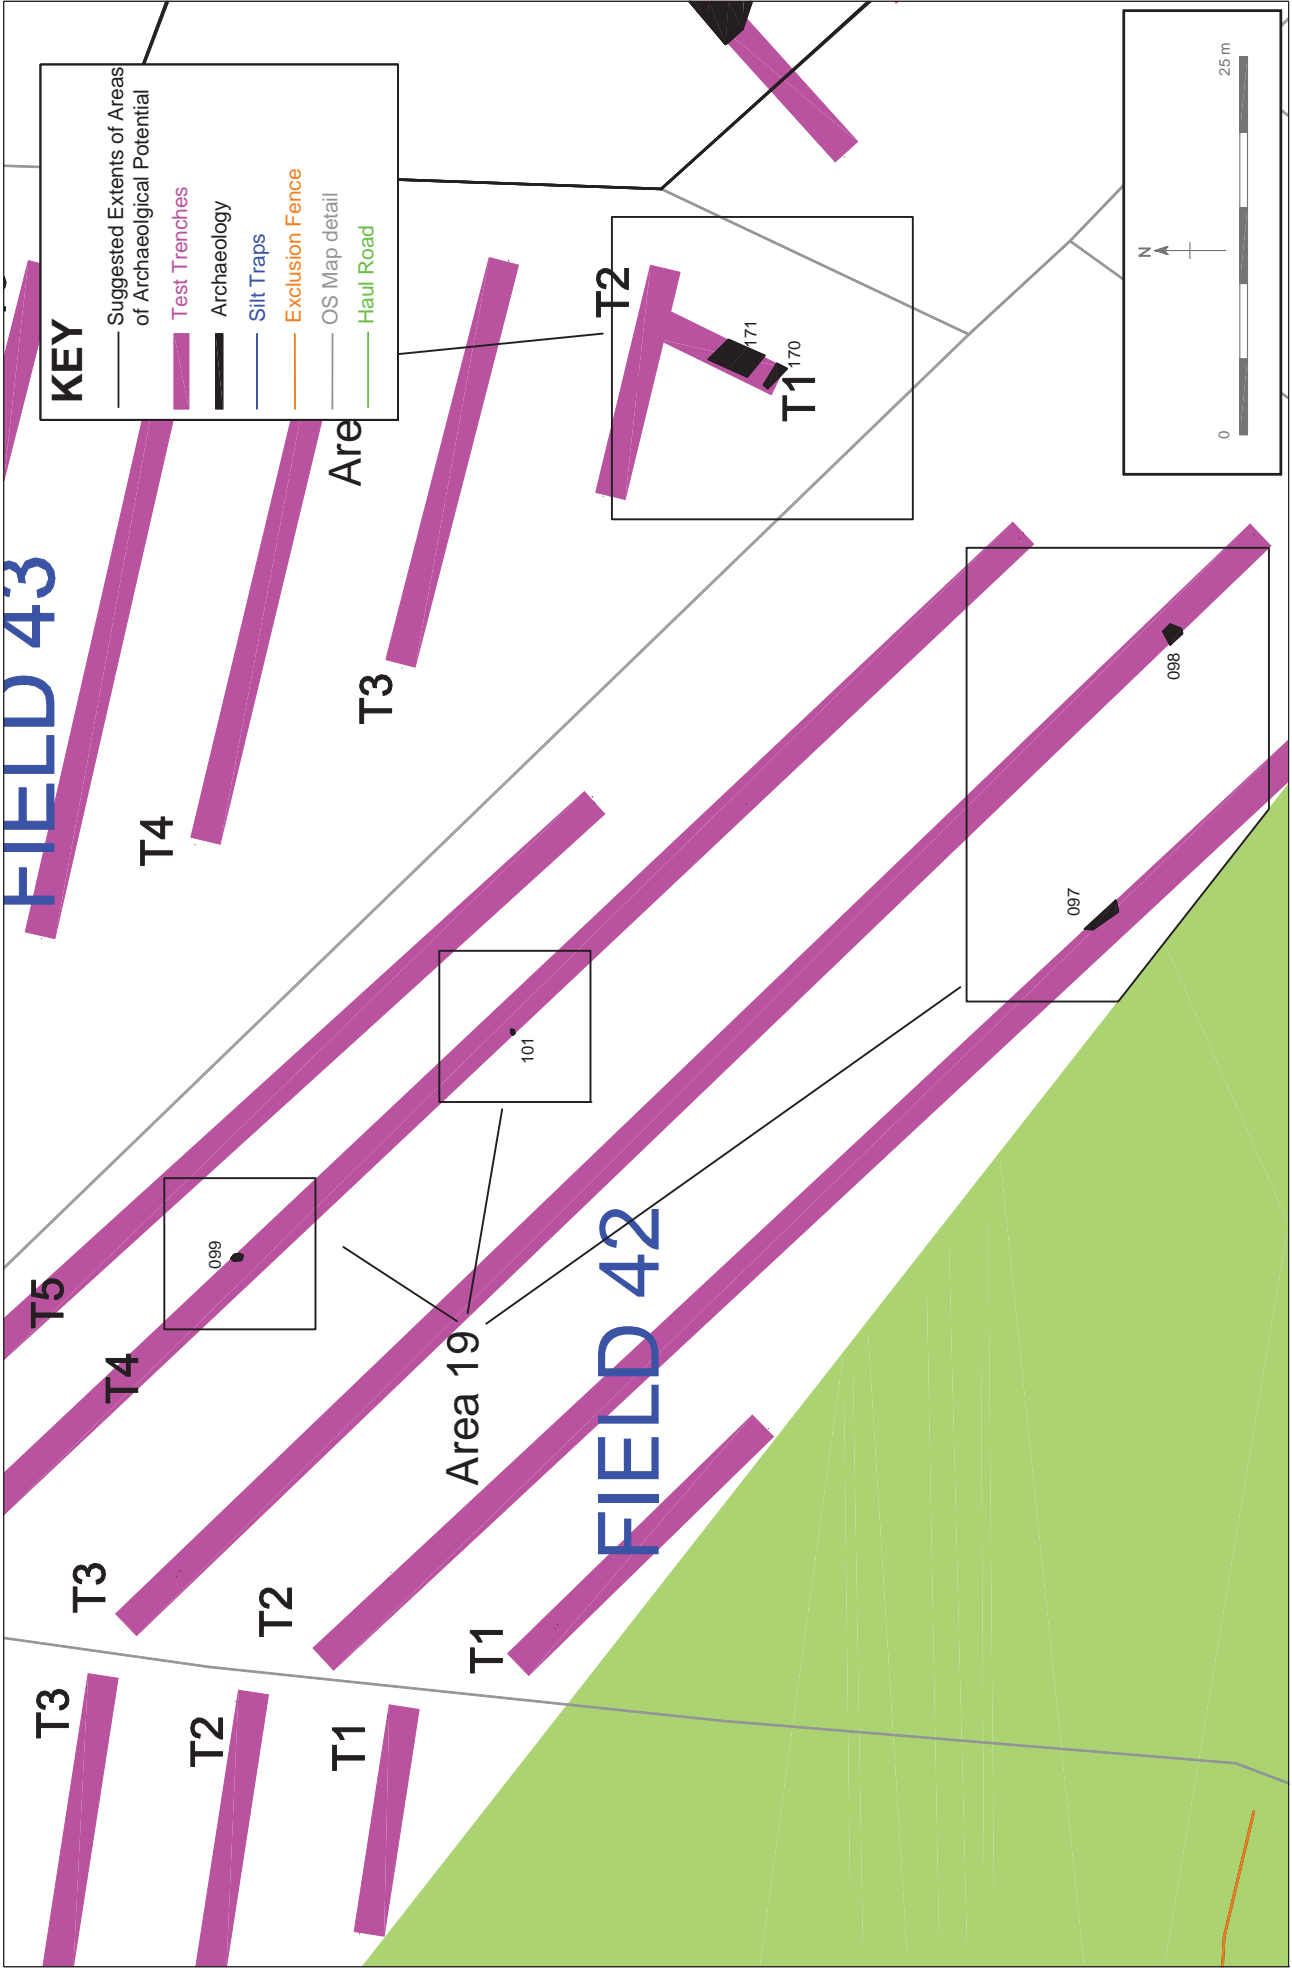 KEY
Suggested Extents of Areas
of Archaeolgical Potential
Test Trenches
Archaeology
Silt Traps
Exclusion Fence
OS Map detail
Haul Road
FIELD 43
T4
Are
T3
T2
171
170
T1
N
0
25 m
T5
T4
099
101
097
098
Area 19
FIELD 42
T3
T2
T1
T3
T2
T1